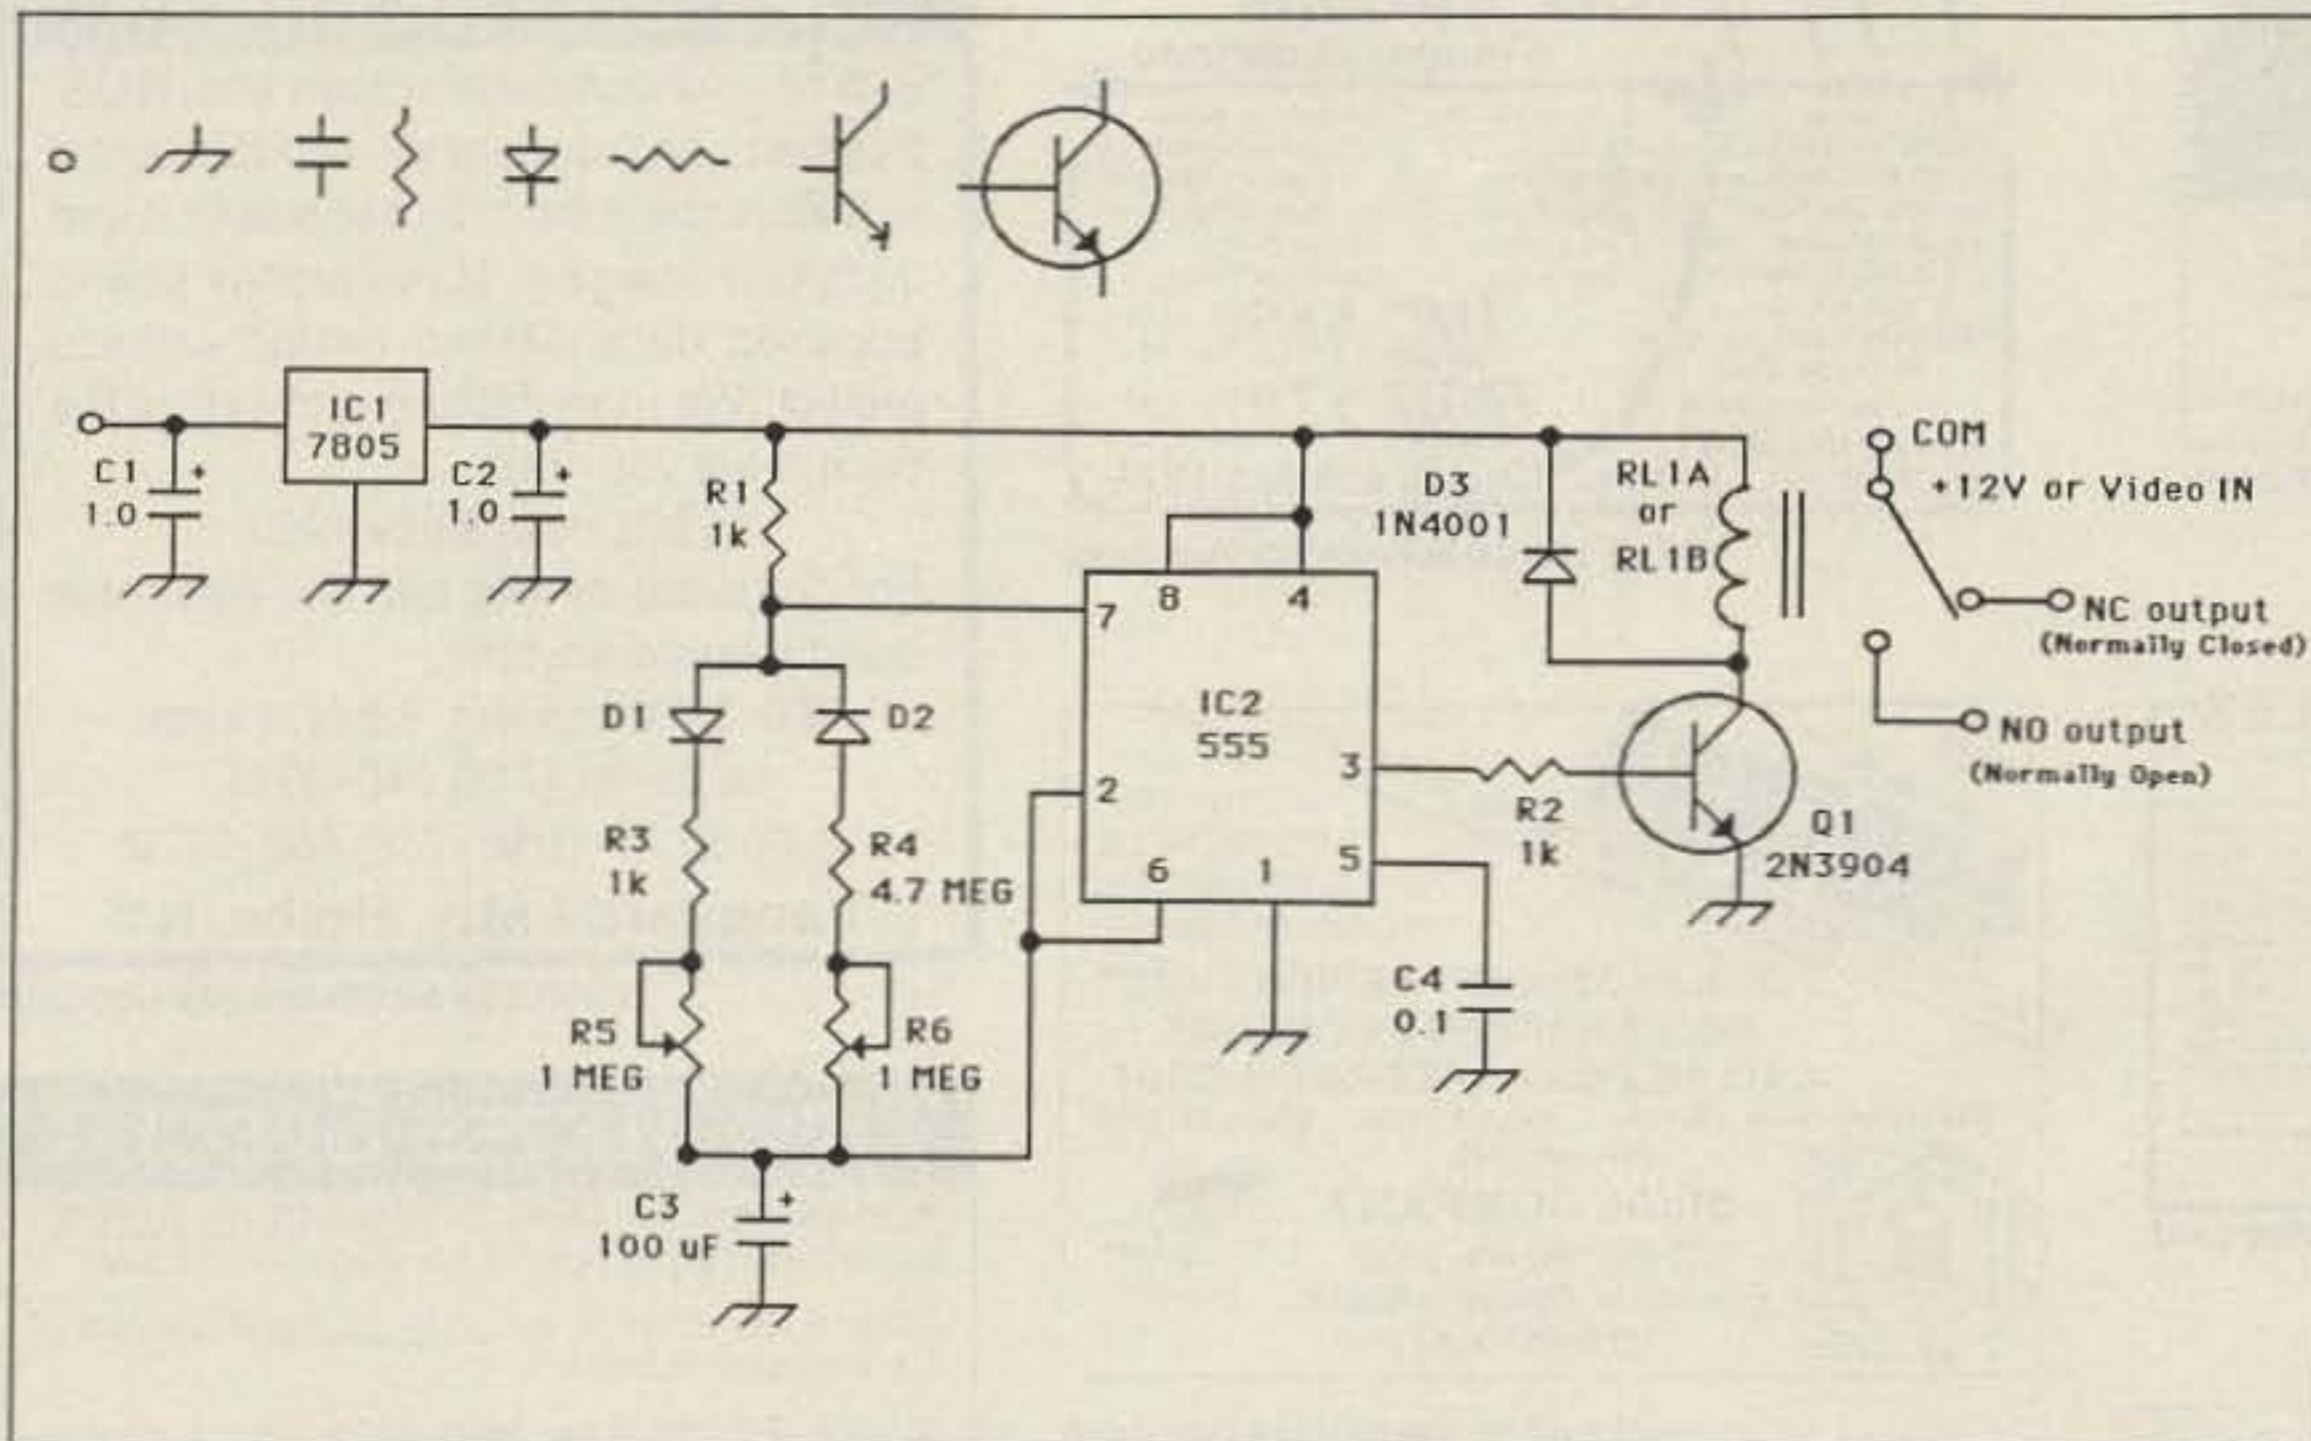 IC1
7805
C1
1.0
+
C2
1.0
+
R1
1k
D3
1N4001
RL1A
or
RL1B
COM
+12V or Video IN
NC output
(Normally Closed)
NO output
(Normally Open)
7
8
4
D1
D2
IC2
555
2
3
R2
1k
Q1
2N3904
R3
1k
R4
4.7 MEG
6
1
5
C4
0.1
R5
1 MEG
R6
1 MEG
C3
100 uF
+